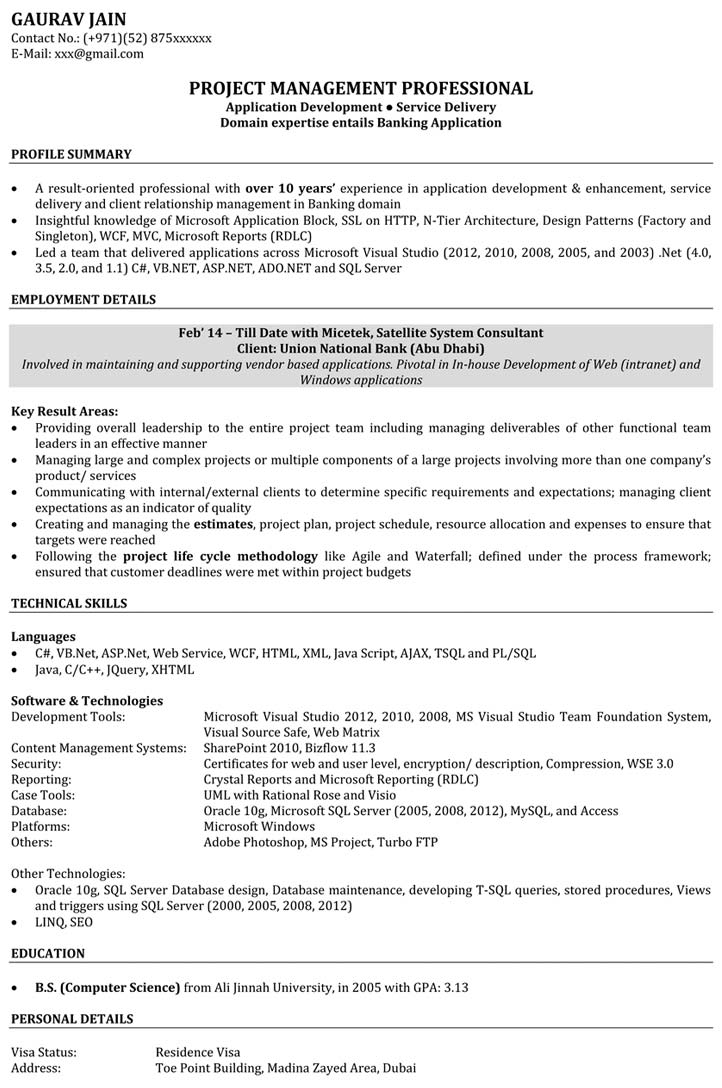 GAURAV JAIN
Contact No.: (+971)(52) 875xxxxxx
E-Mail: xxx@gmail.com
PROJECT MANAGEMENT PROFESSIONAL
Application Development ● Service Delivery
Domain expertise entails Banking Application
PROFILE SUMMARY
• A result-oriented professional with over 10 years’ experience in application development & enhancement, service
delivery and client relationship management in Banking domain
• Insightful knowledge of Microsoft Application Block, SSL on HTTP, N-Tier Architecture, Design Patterns (Factory and
Singleton), WCF, MVC, Microsoft Reports (RDLC)
• Led a team that delivered applications across Microsoft Visual Studio (2012, 2010, 2008, 2005, and 2003) .Net (4.0,
3.5, 2.0, and 1.1) C#, VB.NET, ASP.NET, ADO.NET and SQL Server
EMPLOYMENT DETAILS
Feb’ 14 – Till Date with Micetek, Satellite System Consultant
Client: Union National Bank (Abu Dhabi)
Involved in maintaining and supporting vendor based applications. Pivotal in In-house Development of Web (intranet) and
Windows applications
Key Result Areas:
• Providing overall leadership to the entire project team including managing deliverables of other functional team
leaders in an effective manner
• Managing large and complex projects or multiple components of a large projects involving more than one company’s
product/ services
• Communicating with internal/external clients to determine specific requirements and expectations; managing client
expectations as an indicator of quality
• Creating and managing the estimates, project plan, project schedule, resource allocation and expenses to ensure that
targets were reached
• Following the project life cycle methodology like Agile and Waterfall; defined under the process framework;
ensured that customer deadlines were met within project budgets
TECHNICAL SKILLS
Languages
• C#, VB.Net, ASP.Net, Web Service, WCF, HTML, XML, Java Script, AJAX, TSQL and PL/SQL
• Java, C/C++, JQuery, XHTML
Software & Technologies
Development Tools: Microsoft Visual Studio 2012, 2010, 2008, MS Visual Studio Team Foundation System,
Visual Source Safe, Web Matrix
Content Management Systems: SharePoint 2010, Bizflow 11.3
Security: Certificates for web and user level, encryption/ description, Compression, WSE 3.0
Reporting: Crystal Reports and Microsoft Reporting (RDLC)
Case Tools: UML with Rational Rose and Visio
Database: Oracle 10g, Microsoft SQL Server (2005, 2008, 2012), MySQL, and Access
Platforms: Microsoft Windows
Others: Adobe Photoshop, MS Project, Turbo FTP
Other Technologies:
• Oracle 10g, SQL Server Database design, Database maintenance, developing T-SQL queries, stored procedures, Views
and triggers using SQL Server (2000, 2005, 2008, 2012)
• LINQ, SEO
EDUCATION
• B.S. (Computer Science) from Ali Jinnah University, in 2005 with GPA: 3.13
PERSONAL DETAILS
Visa Status: Residence Visa
Address: Toe Point Building, Madina Zayed Area, Dubai